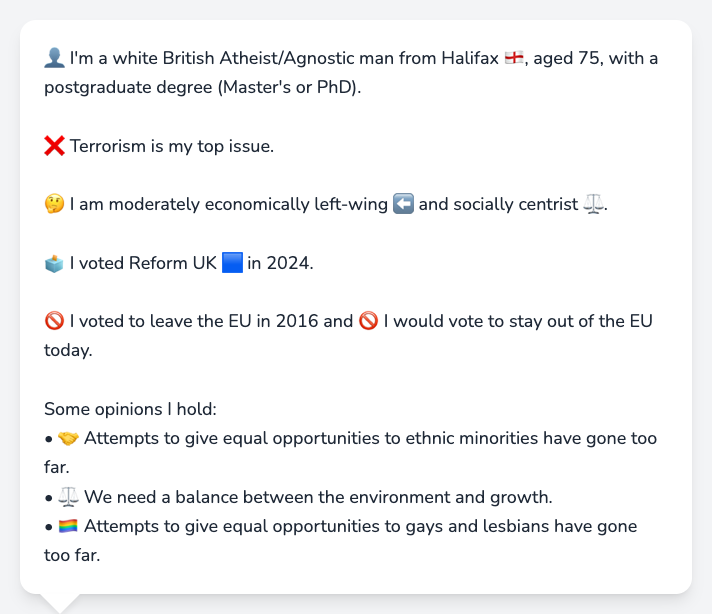 👤 I'm a white British Atheist/Agnostic man from Halifax 🏴󠁧󠁢󠁥󠁮󠁧󠁿, aged 75, with a
postgraduate degree (Master's or PhD).
❌ Terrorism is my top issue.
🤔 I am moderately economically left-wing ⬅️ and socially centrist ⚖️.
🗳️ I voted Reform UK 🟦 in 2024.
🚫 I voted to leave the EU in 2016 and 🚫 I would vote to stay out of the EU
today.
Some opinions I hold:
• 🤝 Attempts to give equal opportunities to ethnic minorities have gone too
far.
• ⚖️ We need a balance between the environment and growth.
• 🏳️‍🌈 Attempts to give equal opportunities to gays and lesbians have gone
too far.